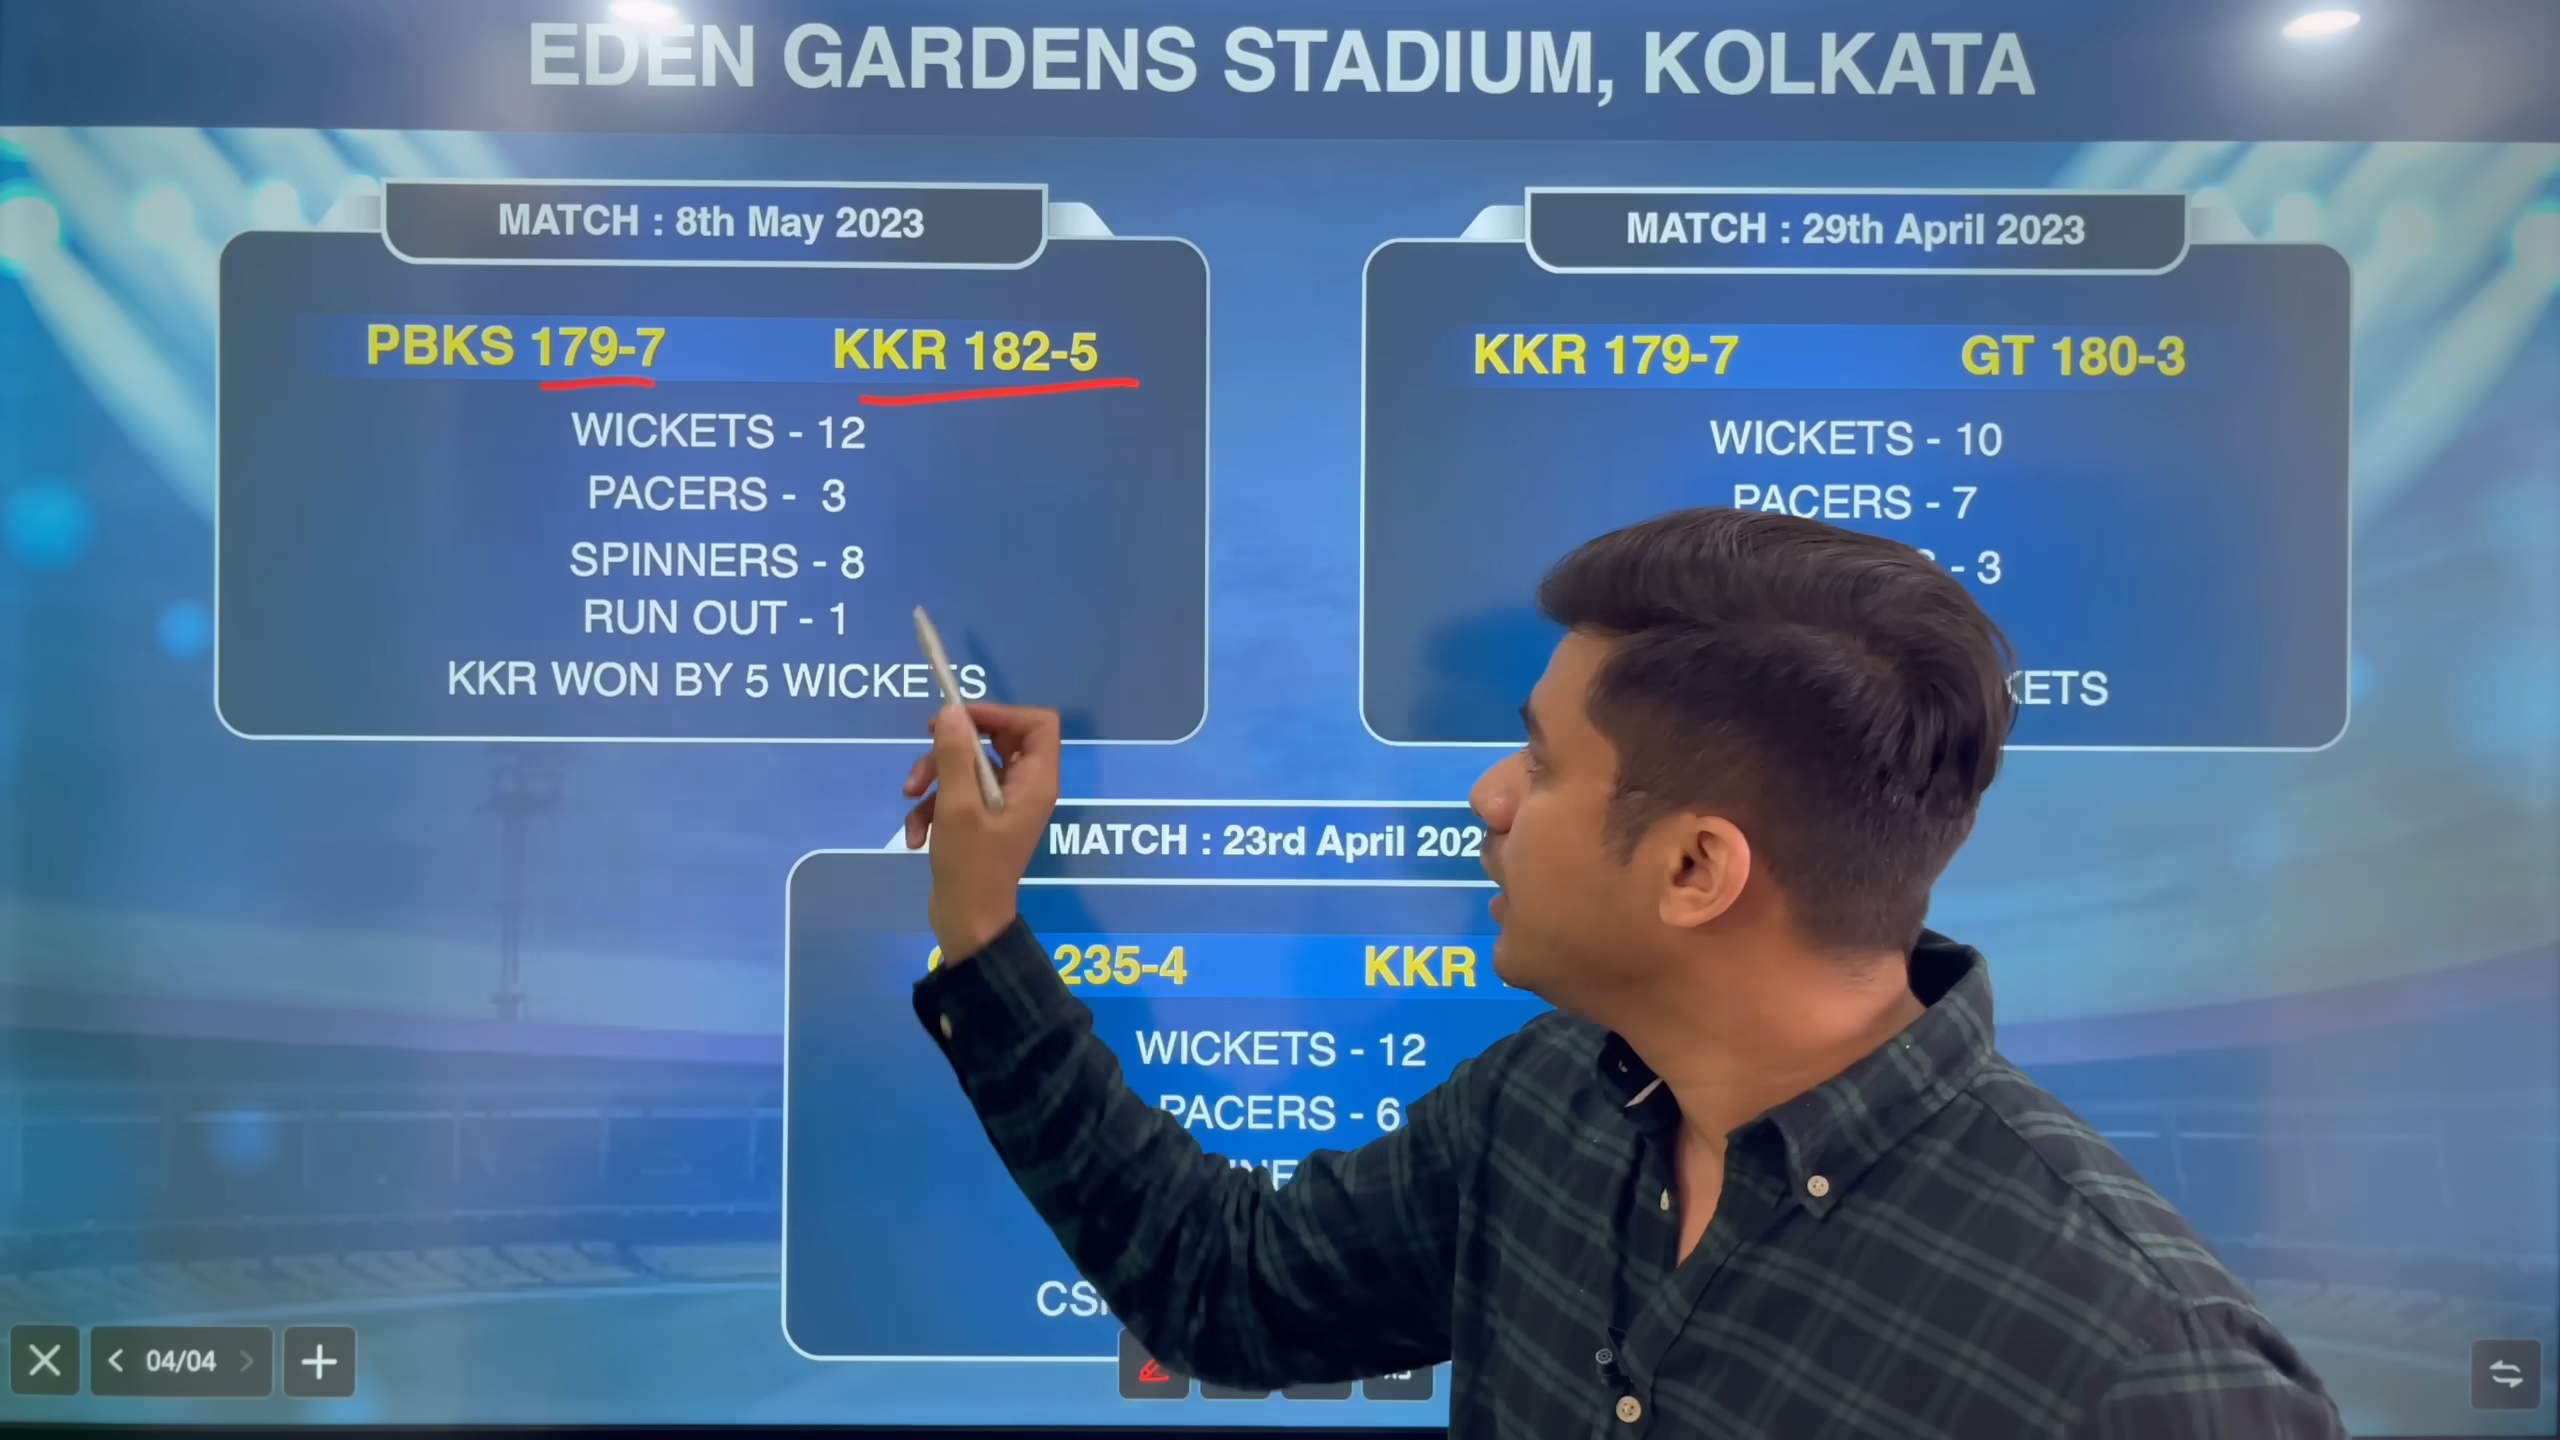 EDEN GARDENS STADIUM, KOLKATA
MATCH : 8th May 2023
PBKS 179-7 KKR 182-5
WICKETS - 12
PACERS - 3
SPINNERS - 8
RUN OUT - 1
KKR WON BY 5 WICKETS
MATCH : 29th April 2023
KKR 179-7 GT 180-3
WICKETS - 10
PACERS - 7
- 3
MATCH : 23rd April
235-4 KKR
WICKETS - 12
PACERS - 6
04/04